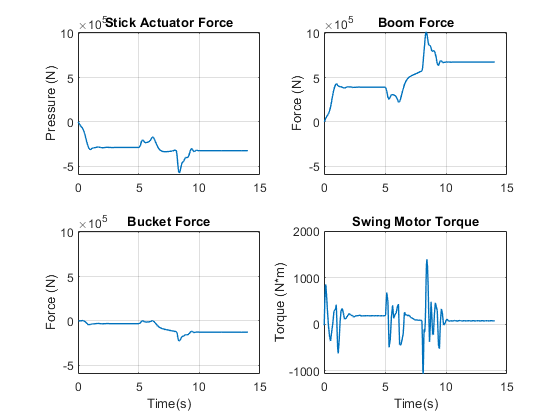 ×10^5 Stick Actuator Force
10
5
0
-5
Pressure (N)
0 5 10 15
×10^5 Boom Force
10
5
0
-5
Force (N)
0 5 10 15
×10^5 Bucket Force
10
5
0
-5
Force (N)
0 5 10 15
Time(s)
Swing Motor Torque
2000
1000
0
-1000
Torque (N*m)
0 5 10 15
Time(s)